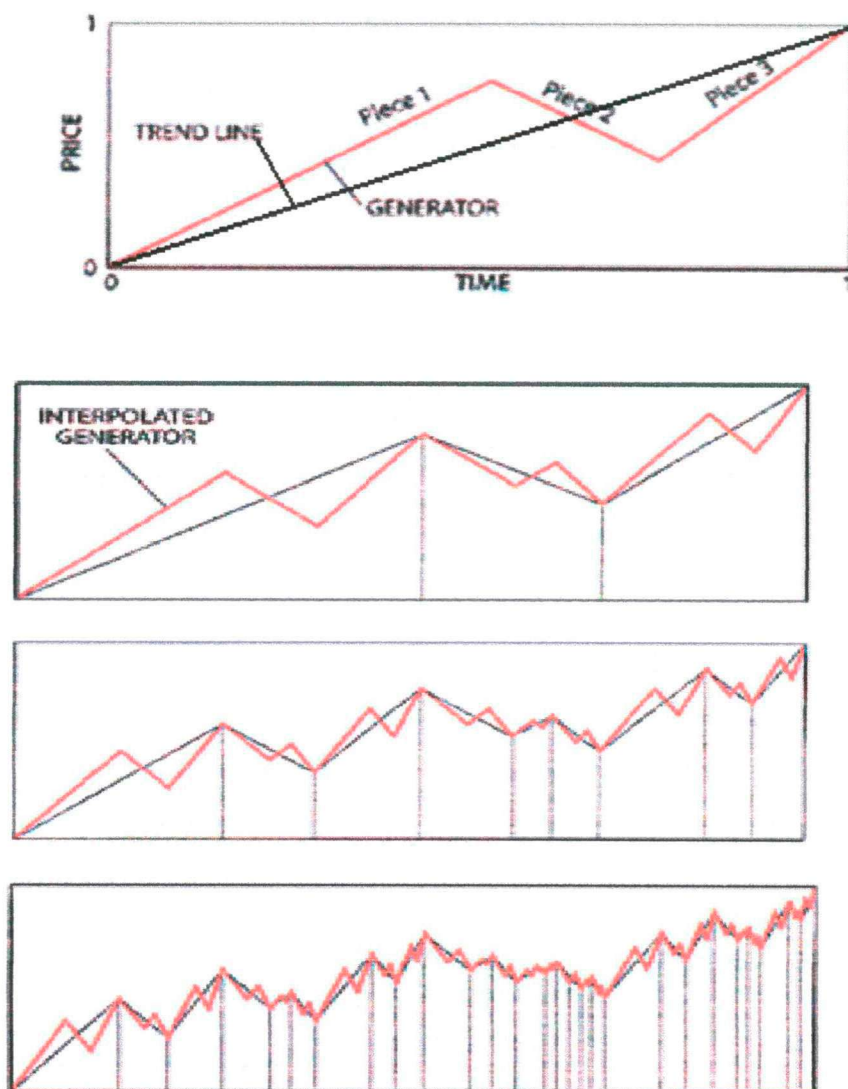 1
PRICE
Piece 1
Piece 2
Piece 3
TREND LINE
GENERATOR
0
0
TIME
1
INTERPOLATED
GENERATOR